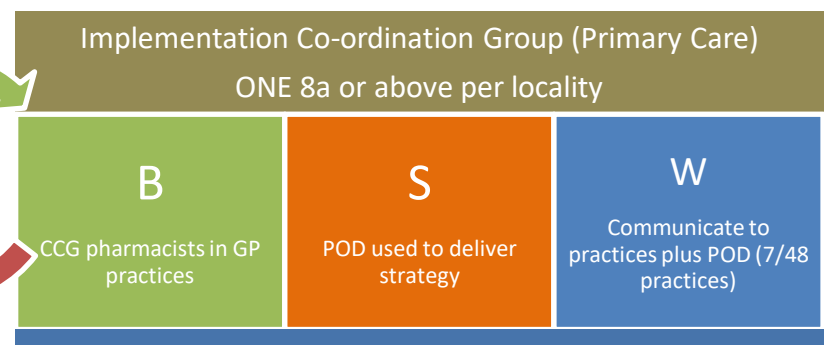 Implementation Co-ordination Group (Primary Care)
ONE 8a or above per locality
B
CCG pharmacists in GP
practices
S
POD used to deliver
strategy
W
Communicate to
practices plus POD (7/48
practices)